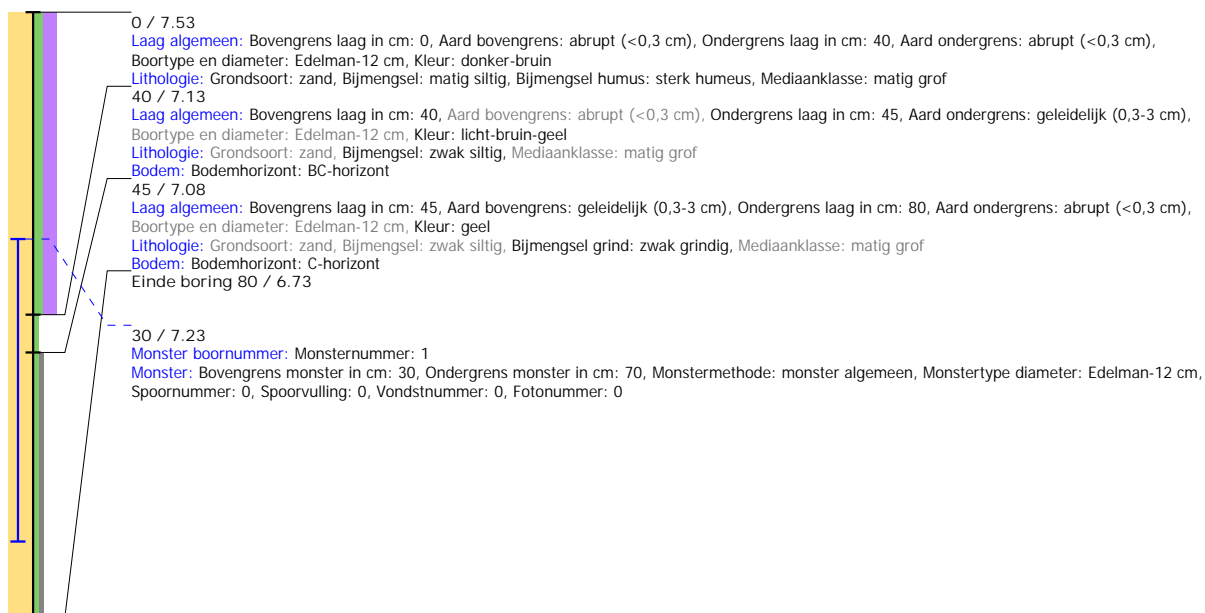 0 / 7.53
Laag algemeen: Bovengrens laag in cm: 0, Aard bovengrens: abrupt (<0,3 cm), Ondergrens laag in cm: 40, Aard ondergrens: abrupt (<0,3 cm),
Boortype en diameter: Edelman-12 cm, Kleur: donker-bruin
Lithologie: Grondsoort: zand, Bijmengsel: matig siltig, Bijmengsel humus: sterk humeus, Mediaanklasse: matig grof
40 / 7.13
Laag algemeen: Bovengrens laag in cm: 40, Aard bovengrens: abrupt (<0,3 cm), Ondergrens laag in cm: 45, Aard ondergrens: geleidelijk (0,3-3 cm),
Boortype en diameter: Edelman-12 cm, Kleur: licht-bruin-geel
Lithologie: Grondsoort: zand, Bijmengsel: zwak siltig, Mediaanklasse: matig grof
Bodem: Bodemhorizont: BC-horizont
45 / 7.08
Laag algemeen: Bovengrens laag in cm: 45, Aard bovengrens: geleidelijk (0,3-3 cm), Ondergrens laag in cm: 80, Aard ondergrens: abrupt (<0,3 cm),
Boortype en diameter: Edelman-12 cm, Kleur: geel
Lithologie: Grondsoort: zand, Bijmengsel: zwak siltig, Bijmengsel grind: zwak grindig, Mediaanklasse: matig grof
Bodem: Bodemhorizont: C-horizont
Einde boring 80 / 6.73
30 / 7.23
Monster boornummer: Monsternummer: 1
Monster: Bovengrens monster in cm: 30, Ondergrens monster in cm: 70, Monstermethode: monster algemeen, Monstertype diameter: Edelman-12 cm,
Spoornummer: 0, Spoorvulling: 0, Vondstnummer: 0, Fotonummer: 0